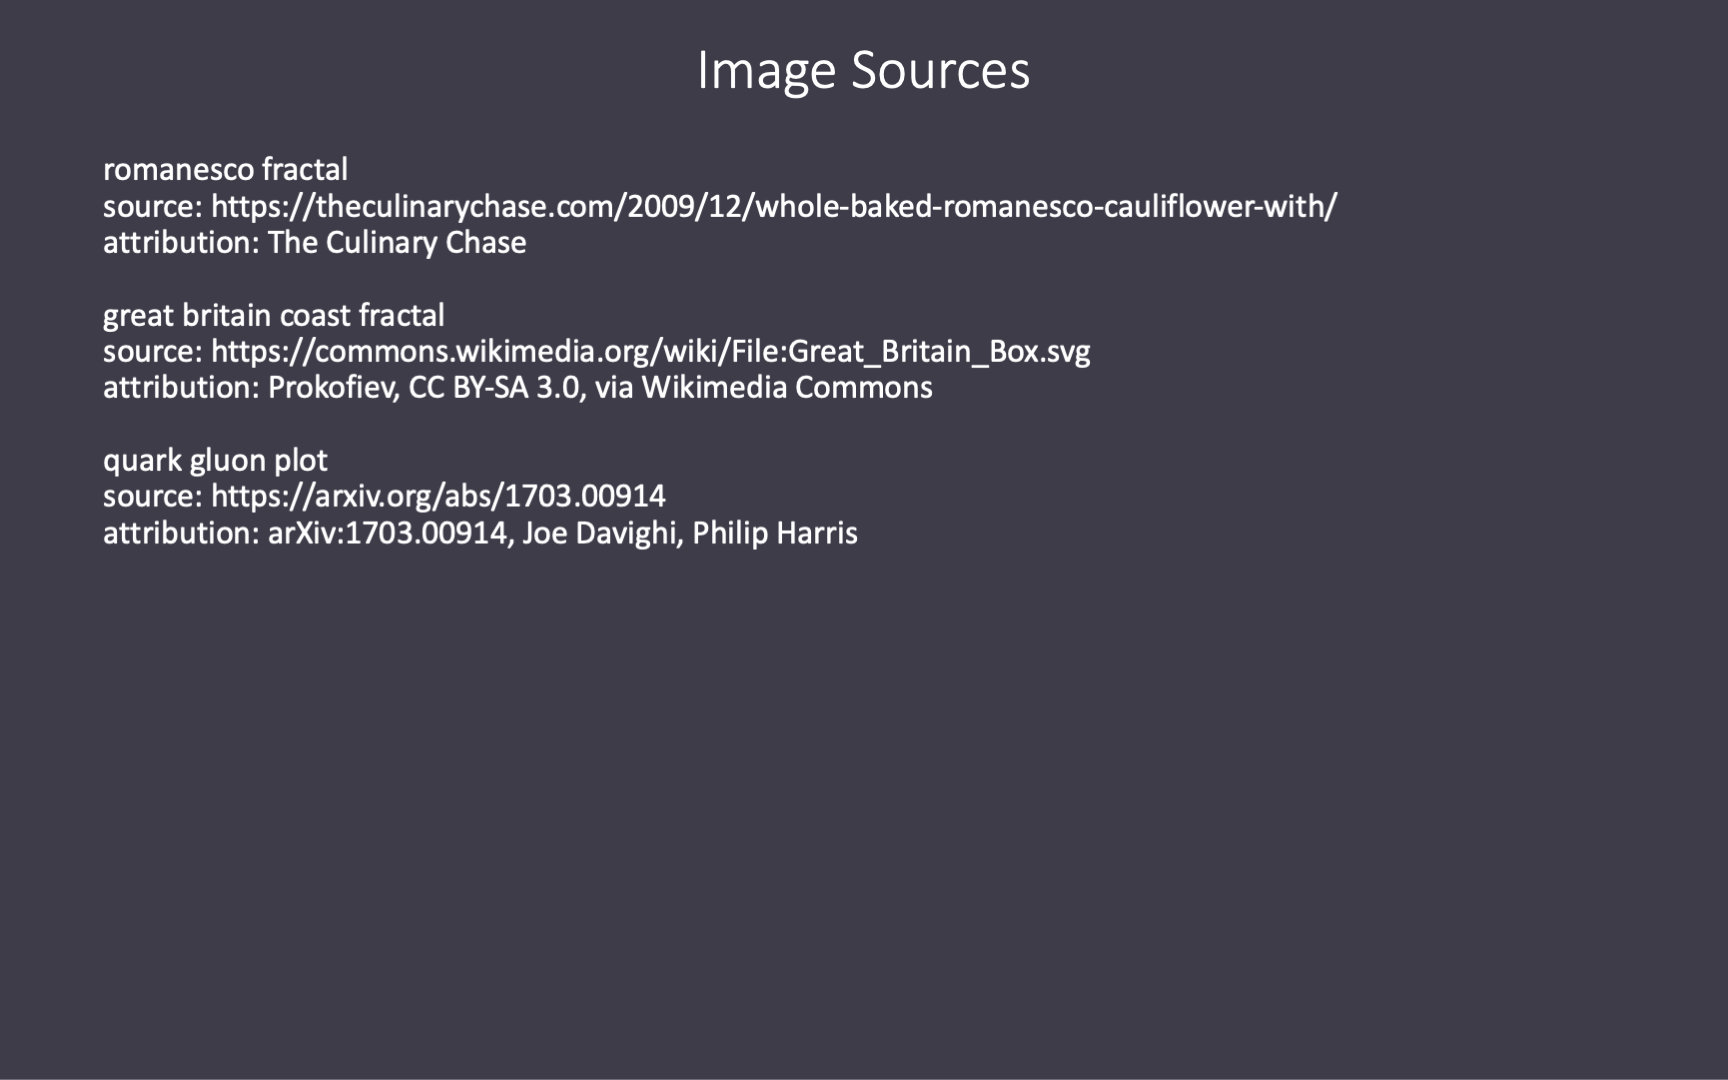 Image Sources
romanesco fractal
source: https://theculinarychase.com/2009/12/whole-baked-romanesco-cauliflower-with/
attribution: The Culinary Chase
great britain coast fractal
source: https://commons.wikimedia.org/wiki/File:Great_Britain_Box.svg
attribution: Prokofiev, CC BY-SA 3.0, via Wikimedia Commons
quark gluon plot
source: https://arxiv.org/abs/1703.00914
attribution: arXiv:1703.00914, Joe Davighi, Philip Harris